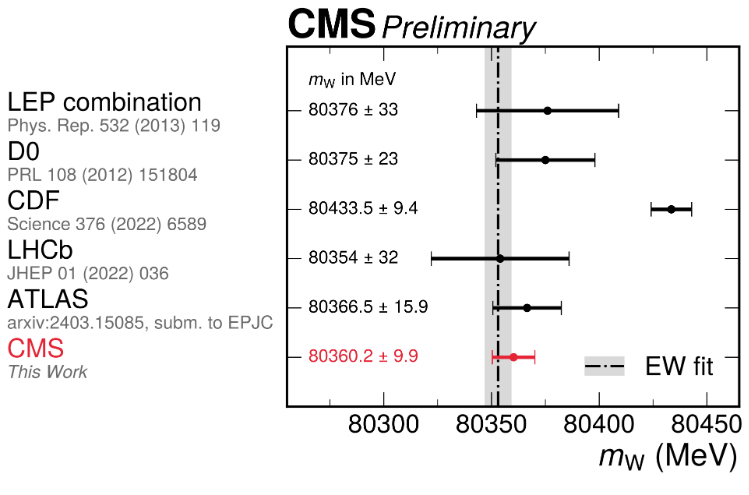 CMS Preliminary
m_W in MeV
LEP combination
Phys. Rep. 532 (2013) 119
80376 ± 33
D0
PRL 108 (2012) 151804
80375 ± 23
CDF
Science 376 (2022) 6589
80433.5 ± 9.4
LHCb
JHEP 01 (2022) 036
80354 ± 32
ATLAS
arxiv:2403.15085, subm. to EPJC
80366.5 ± 15.9
CMS
This Work
80360.2 ± 9.9
EW fit
80300 80350 80400 80450
m_W (MeV)